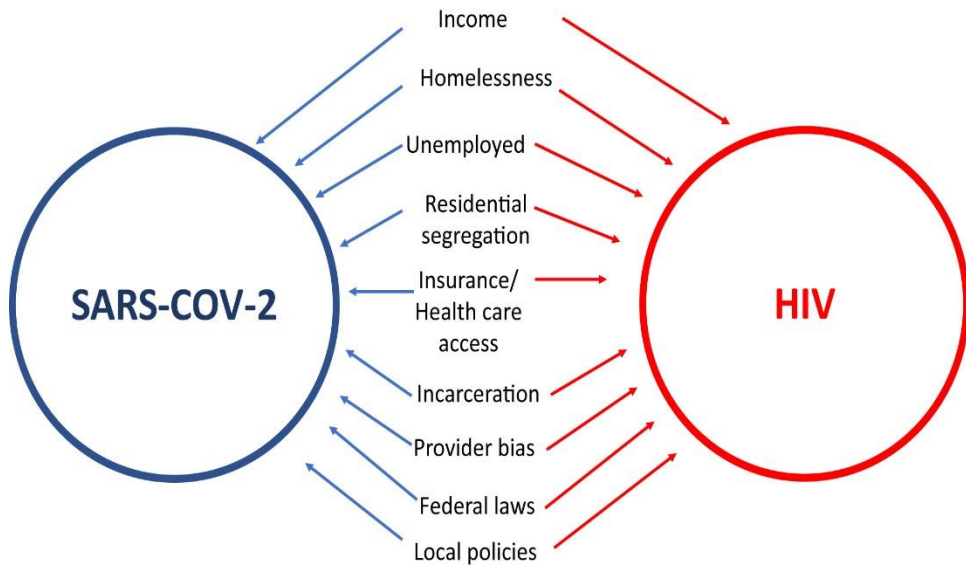 Income
Homelessness
Unemployed
Residential
segregation
Insurance/
Health care
access
SARS-COV-2
HIV
Incarceration
Provider bias
Federal laws
Local policies